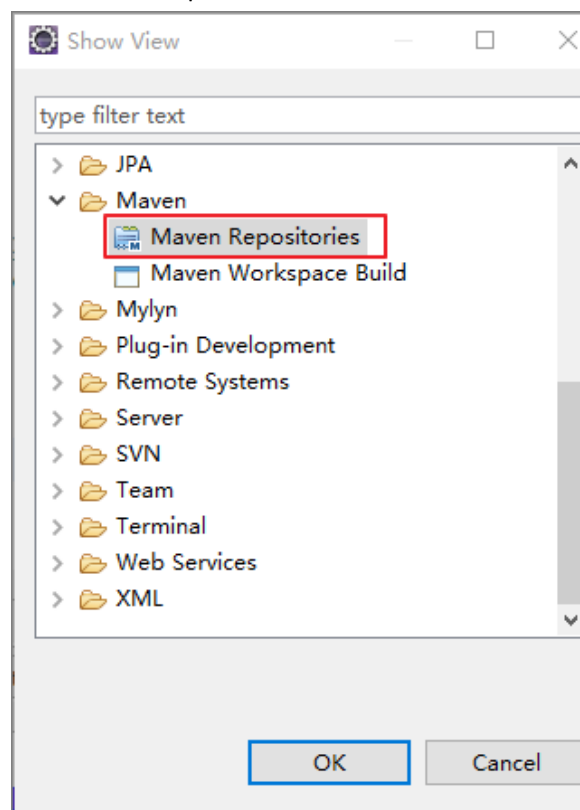 Show View
type filter text
JPA
Maven
Maven Repositories
Maven Workspace Build
Mylyn
Plug-in Development
Remote Systems
Server
SVN
Team
Terminal
Web Services
XML
OK Cancel